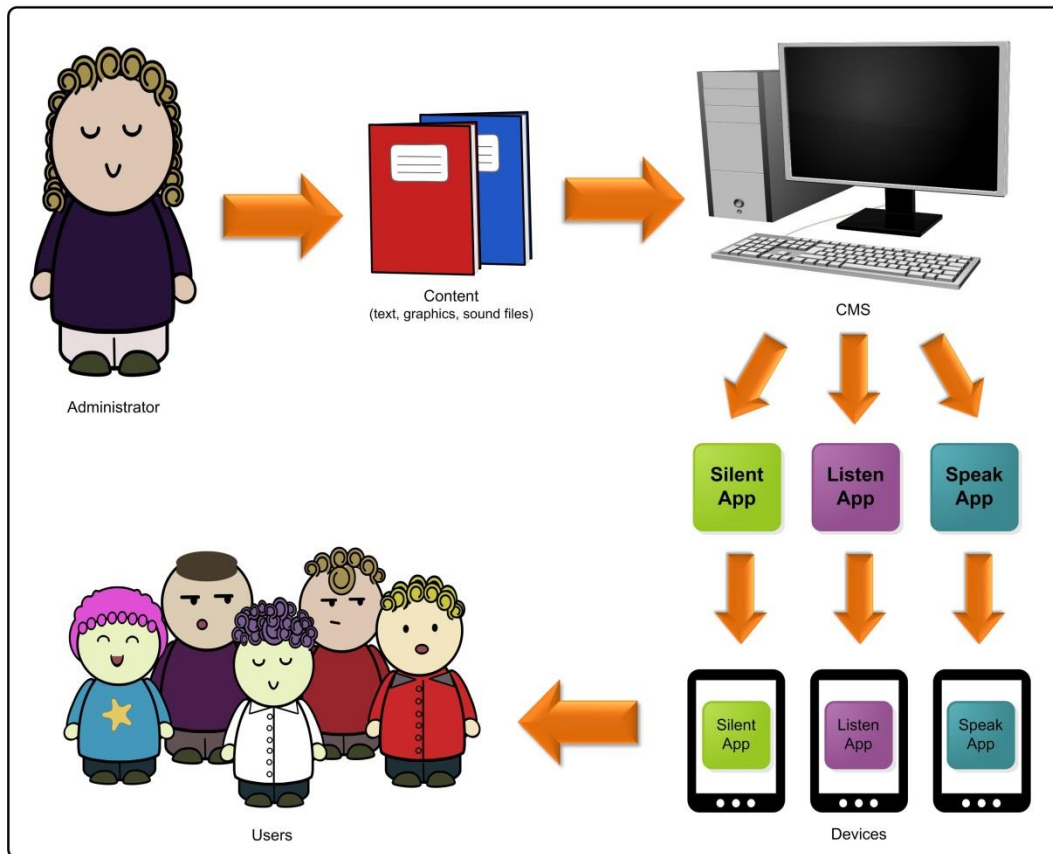 Administrator
Content
(text, graphics, sound files)
CMS
Silent
App
Listen
App
Speak
App
Silent
App
Listen
App
Speak
App
Devices
Users